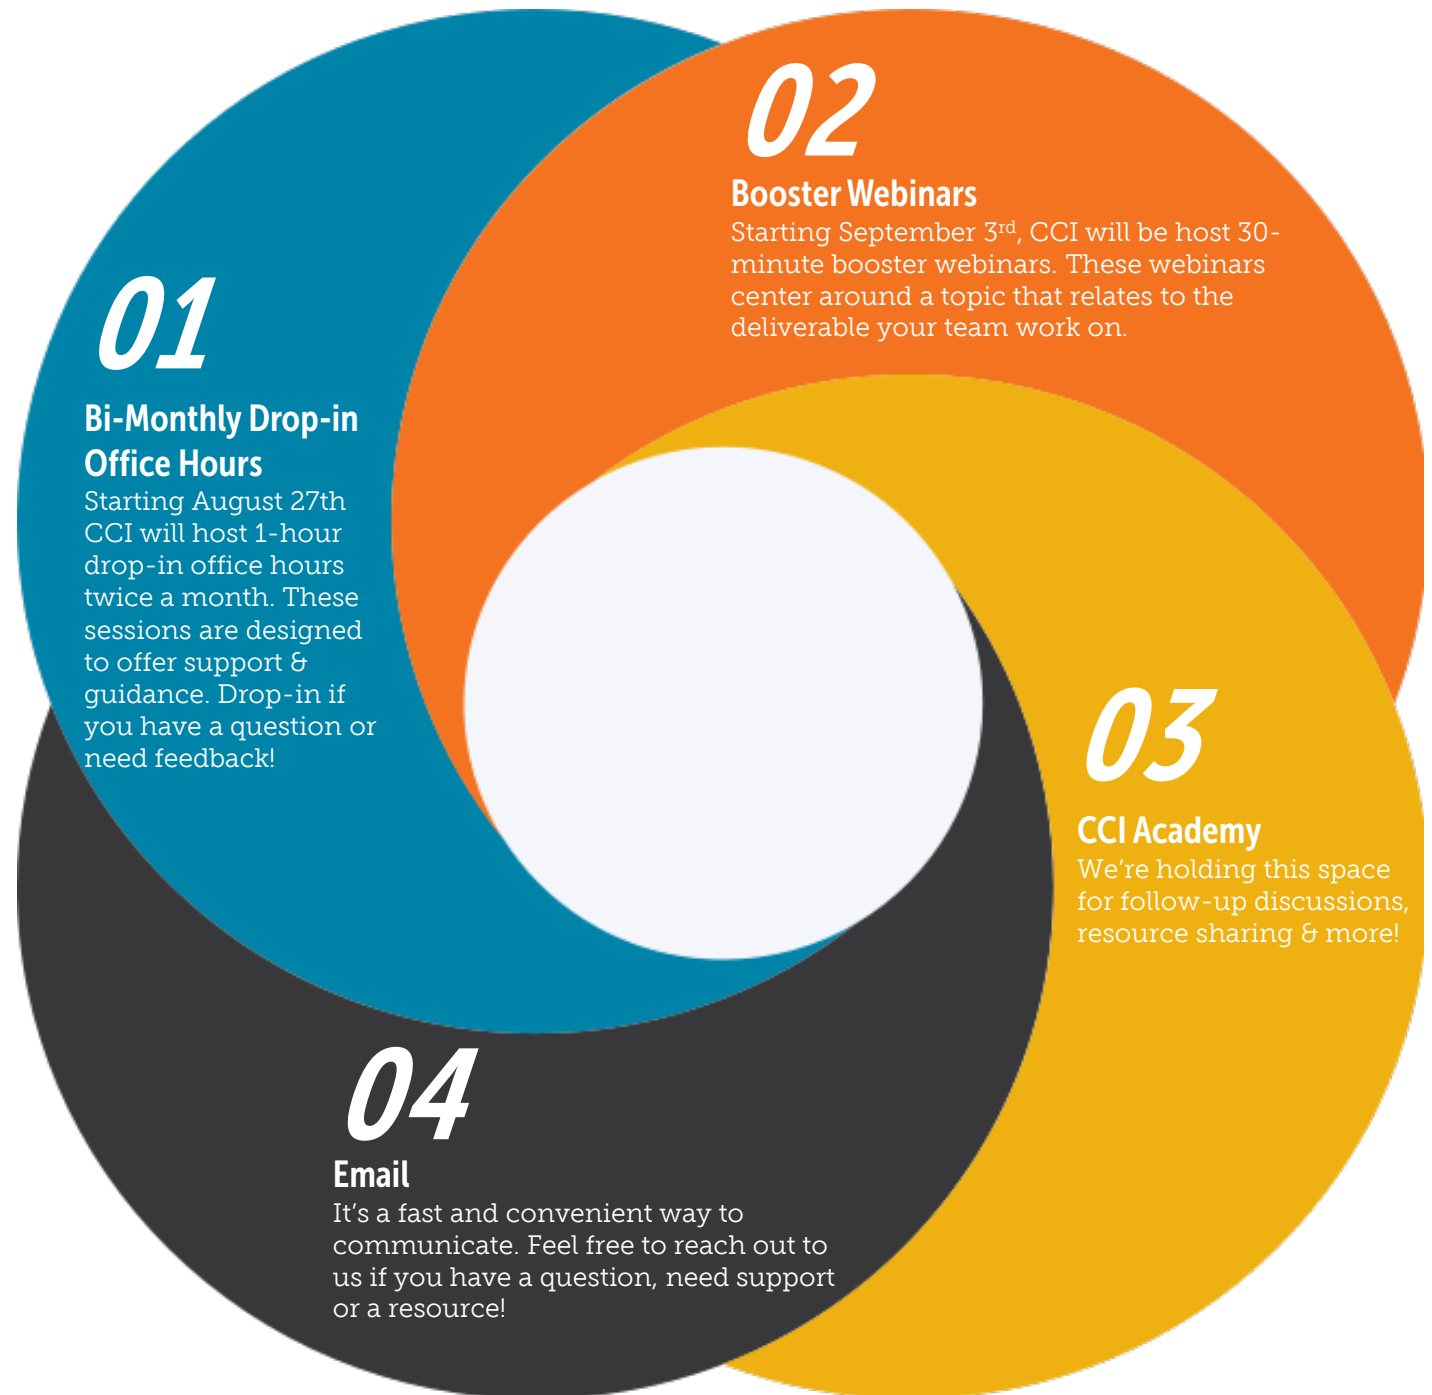 01
Bi-Monthly Drop-in
Office Hours
Starting August 27th
CCI will host 1-hour
drop-in office hours
twice a month. These
sessions are designed
to offer support &
guidance. Drop-in if
you have a question or
need feedback!
02
Booster Webinars
Starting September 3rd, CCI will be host 30-
minute booster webinars. These webinars
center around a topic that relates to the
deliverable your team work on.
03
CCI Academy
We’re holding this space
for follow-up discussions,
resource sharing & more!
04
Email
It’s a fast and convenient way to
communicate. Feel free to reach out to
us if you have a question, need support
or a resource!